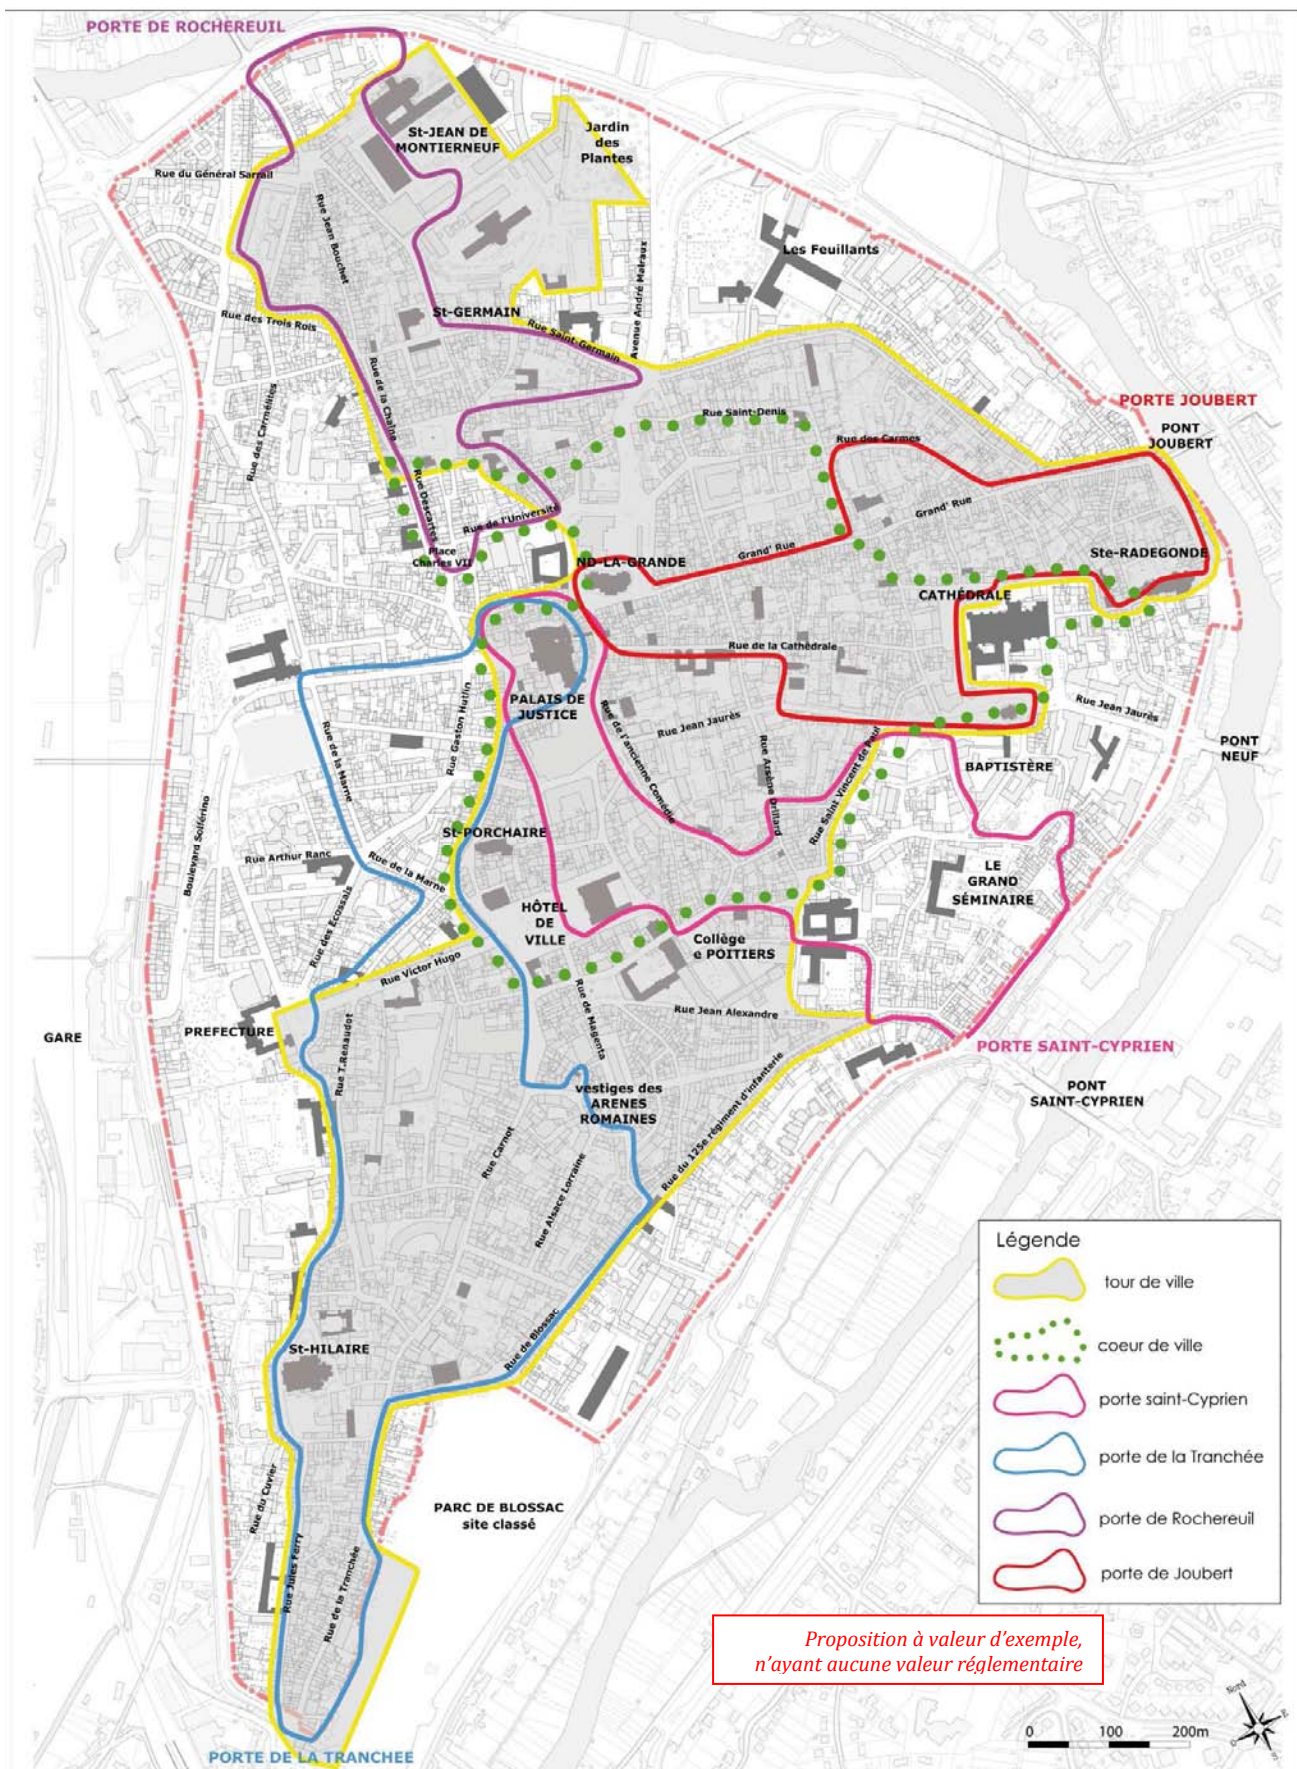 PORTE DE ROCHEREUIL
St-JEAN DE
MONTIERNEUF
Jardin
des
Plantes
Rue du Général Sarrail
Rue Jean Bouchet
Les Feuillants
Avenue André Malraux
St-GERMAIN
Rue des Trois Rois
Rue Saint-Germain
Rue de la Chaîne
Rue des Carmélites
PORTE JOUBERT
PONT
JOUBERT
Rue Saint-Denis
Rue des Carmes
Rue Descartes
Grand' Rue
Rue de l'Université
Place
Charles VII
Grand' Rue
Ste-RADEGONDE
ND-LA-GRANDE
CATHÉDRALE
Rue de la Cathédrale
PALAIS DE
JUSTICE
Rue Gaston Hutlin
Rue Jean Jaurès
Rue Jean Jaurès
Rue de la Marne
Rue de l'ancienne Comédie
Rue Arsène Orillard
Rue Saint Vincent de Paul
BAPTISTÈRE
PONT
NEUF
Boulevard Solférino
St-PORCHAIRE
Rue Arthur Ranc
Rue de la Marne
Rue des Ecossais
LE
GRAND
SÉMINAIRE
HÔTEL
DE
VILLE
Collège
e POITIERS
Rue Victor Hugo
Rue de Magenta
Rue Jean Alexandre
GARE
PREFECTURE
Rue T.Renaudot
PORTE SAINT-CYPRIEN
PONT
SAINT-CYPRIEN
vestiges des
ARENES
ROMAINES
Rue du 125e régiment d'infanterie
Rue Carnot
Rue Alsace Lorraine
St-HILAIRE
Rue de Blossac
Rue du Cuvier
PARC DE BLOSSAC
site classé
Rue Jules Ferry
Rue de la Tranchée
PORTE DE LA TRANCHEE
Légende
tour de ville
coeur de ville
porte saint-Cyprien
porte de la Tranchée
porte de Rochereuil
porte de Joubert
Proposition à valeur d'exemple,
n'ayant aucune valeur réglementaire
Nord
0 100 200m